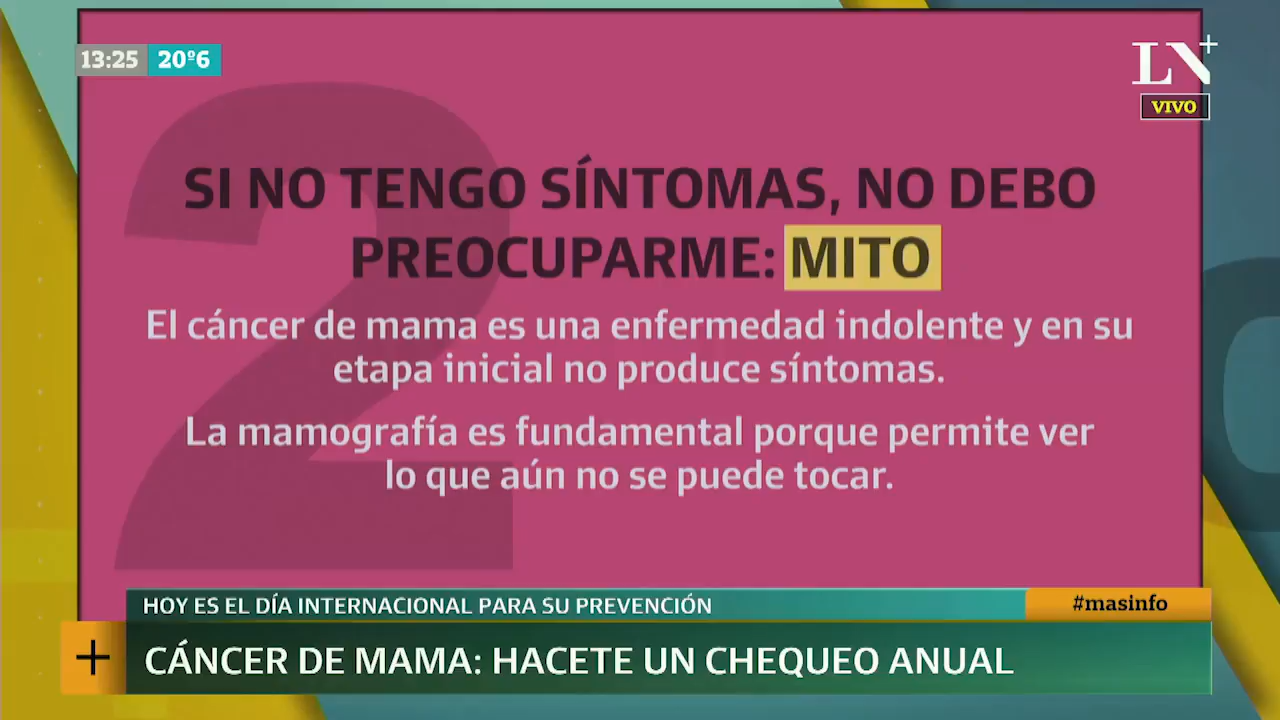 13:25 20º6
LN+
VIVO
2
SI NO TENGO SÍNTOMAS, NO DEBO
PREOCUPARME: MITO
El cáncer de mama es una enfermedad indolente y en su
etapa inicial no produce síntomas.
La mamografía es fundamental porque permite ver
lo que aún no se puede tocar.
HOY ES EL DÍA INTERNACIONAL PARA SU PREVENCIÓN
#masinfo
+
CÁNCER DE MAMA: HACETE UN CHEQUEO ANUAL